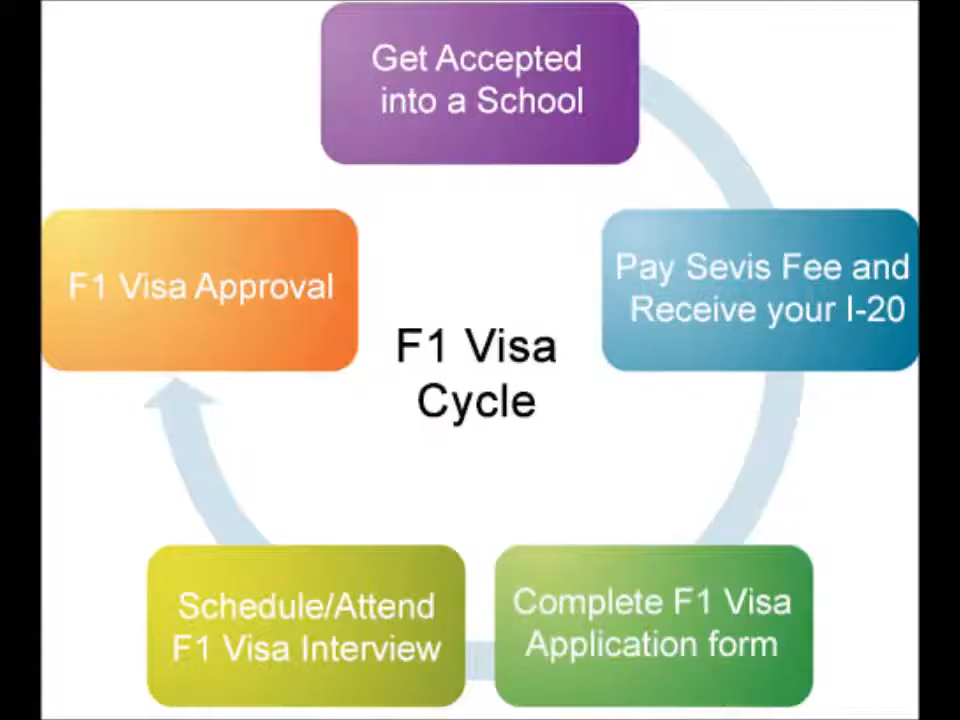 Get Accepted
into a School
Pay Sevis Fee and
Receive your I-20
Complete F1 Visa
Application form
Schedule/Attend
F1 Visa Interview
F1 Visa Approval
F1 Visa
Cycle